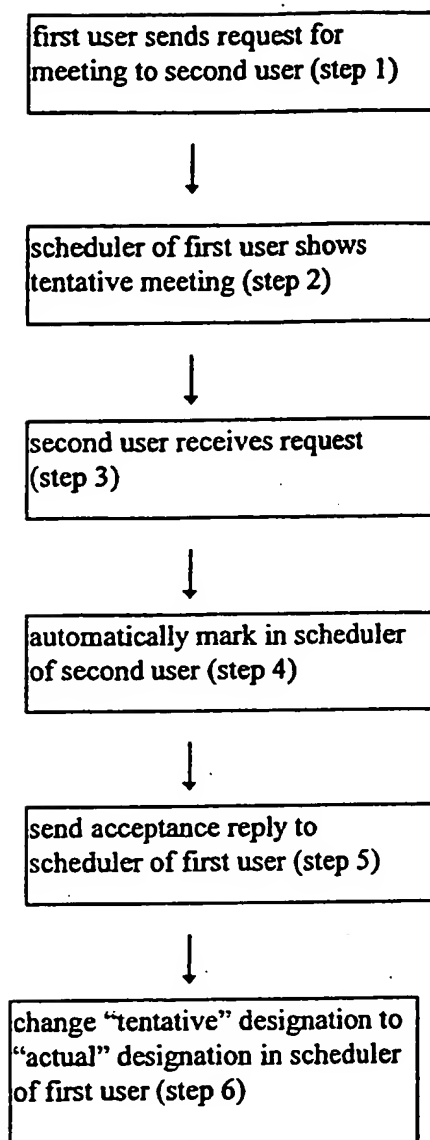 first user sends request for
meeting to second user (step 1)
scheduler of first user shows
tentative meeting (step 2)
second user receives request
(step 3)
automatically mark in scheduler
of second user (step 4)
send acceptance reply to
scheduler of first user (step 5)
change “tentative” designation to
“actual” designation in scheduler
of first user (step 6)